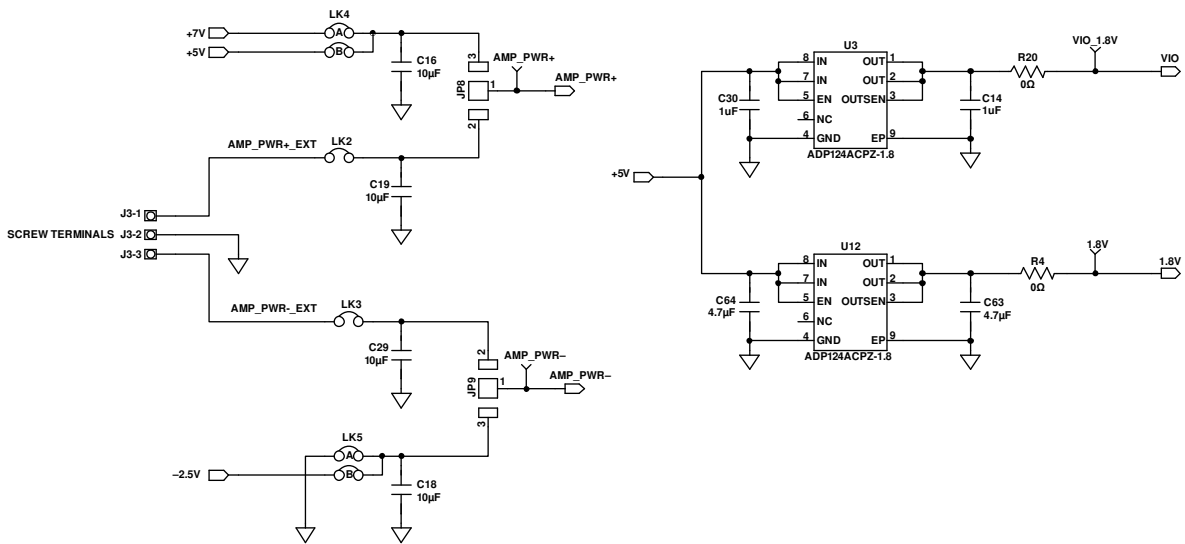 LK4
+7V
A
+5V
B
C16
10µF
3
JP8
1
2
AMP_PWR+
AMP_PWR+
AMP_PWR+_EXT
LK2
C19
10µF
J3-1
SCREW TERMINALS J3-2
J3-3
AMP_PWR-_EXT
LK3
C29
10µF
2
JP9
1
3
AMP_PWR–
AMP_PWR–
LK5
A
–2.5V
B
C18
10µF
+5V
U3
8 IN OUT 1
7 IN OUT 2
5 EN OUTSEN 3
6 NC
4 GND EP 9
ADP124ACPZ-1.8
C30
1uF
C14
1uF
R20
0Ω
VIO_1.8V
VIO
U12
8 IN OUT 1
7 IN OUT 2
5 EN OUTSEN 3
6 NC
4 GND EP 9
ADP124ACPZ-1.8
C64
4.7µF
C63
4.7µF
R4
0Ω
1.8V
1.8V